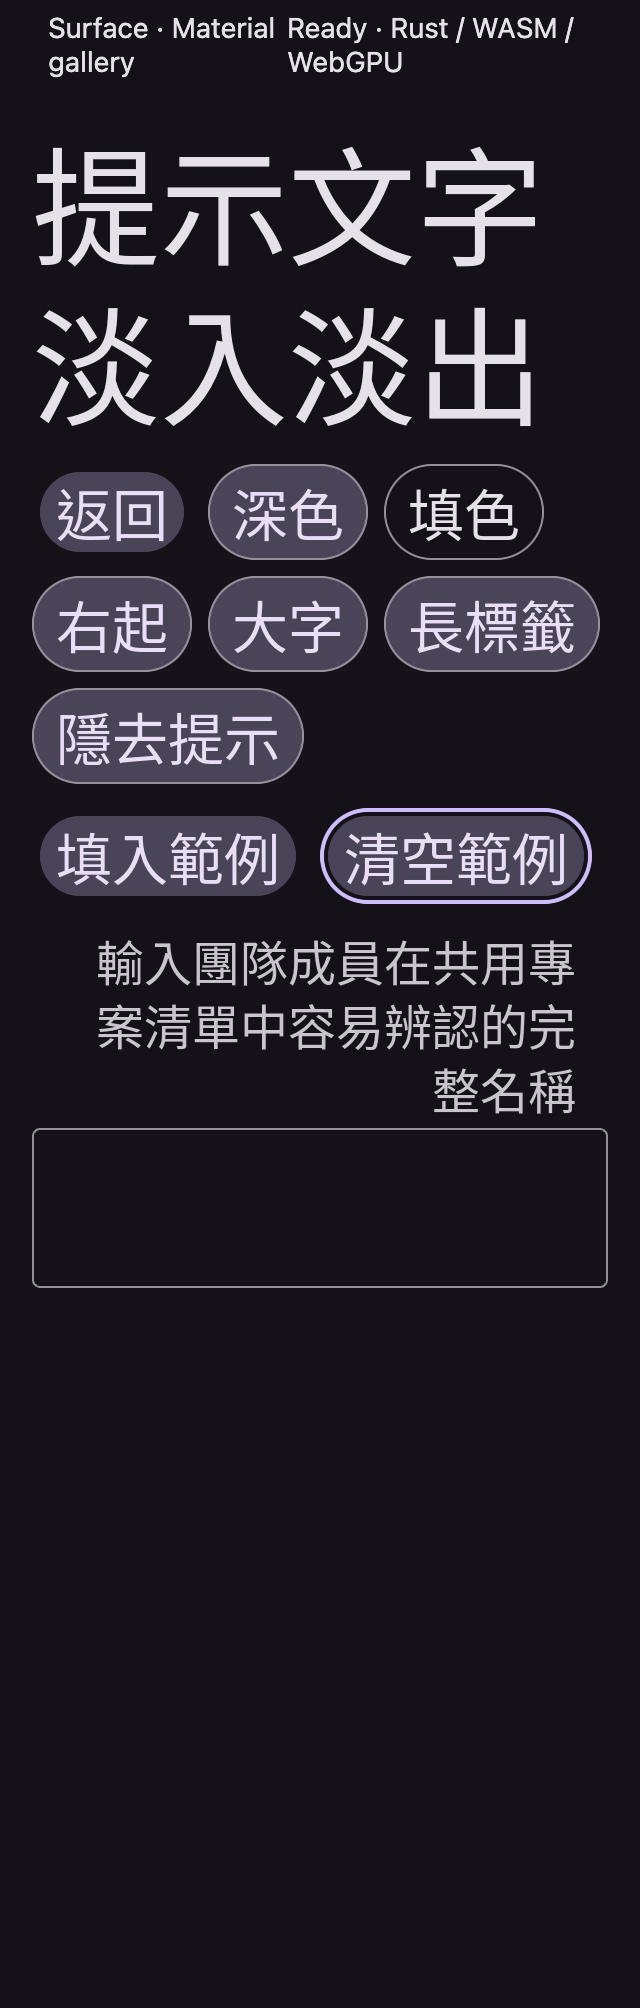 Surface · Material gallery
Ready · Rust / WASM / WebGPU
提示文字
淡入淡出
返回 深色 填色
右起 大字 長標籤
隱去提示
填入範例 清空範例
輸入團隊成員在共用專
案清單中容易辨認的完
整名稱